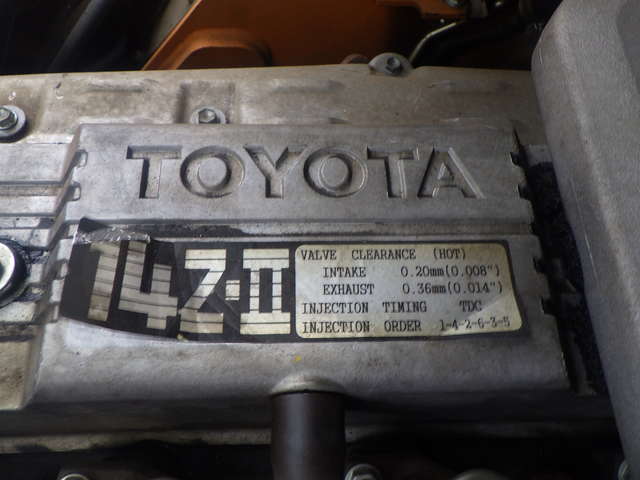 TOYOTA
14Z-II
VALVE CLEARANCE (HOT)
INTAKE 0.20mm(0.008")
EXHAUST 0.36mm(0.014")
INJECTION TIMING TDC
INJECTION ORDER 1-4-2-6-3-5